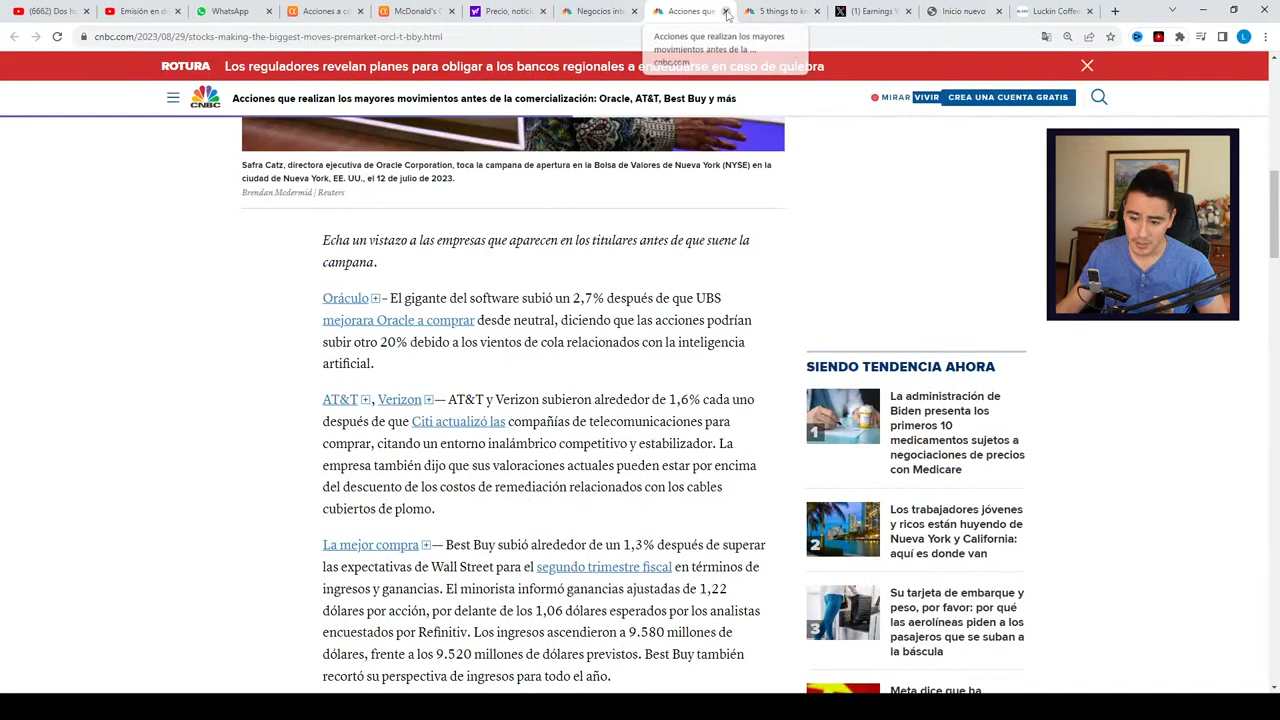 (6662) Dos h
Emisión en d
WhatsApp
Acciones a c
McDonald's
Precio, notici
Negocios inte
Acciones que
5 things to k
(1) Earnings
Inicio nuevo
Luckin Coffee
cnbc.com/2023/08/29/stocks-making-the-biggest-moves-premarket-orcl-t-bby.html
L
Acciones que realizan los mayores
movimientos antes de la ...
cnbc.com
ROTURA Los reguladores revelan planes para obligar a los bancos regionales a endeudarse en caso de quiebra
CNBC
Acciones que realizan los mayores movimientos antes de la comercialización: Oracle, AT&T, Best Buy y más
MIRAR VIVIR
CREA UNA CUENTA GRATIS
Safra Catz, directora ejecutiva de Oracle Corporation, toca la campana de apertura en la Bolsa de Valores de Nueva York (NYSE) en la
ciudad de Nueva York, EE. UU., el 12 de julio de 2023.
Brendan Mcdermid | Reuters
Echa un vistazo a las empresas que aparecen en los titulares antes de que suene la
campana.
Oráculo – El gigante del software subió un 2,7% después de que UBS
mejorara Oracle a comprar desde neutral, diciendo que las acciones podrían
subir otro 20% debido a los vientos de cola relacionados con la inteligencia
artificial.
AT&T, Verizon — AT&T y Verizon subieron alrededor de 1,6% cada uno
después de que Citi actualizó las compañías de telecomunicaciones para
comprar, citando un entorno inalámbrico competitivo y estabilizador. La
empresa también dijo que sus valoraciones actuales pueden estar por encima
del descuento de los costos de remediación relacionados con los cables
cubiertos de plomo.
La mejor compra — Best Buy subió alrededor de un 1,3% después de superar
las expectativas de Wall Street para el segundo trimestre fiscal en términos de
ingresos y ganancias. El minorista informó ganancias ajustadas de 1,22
dólares por acción, por delante de los 1,06 dólares esperados por los analistas
encuestados por Refinitiv. Los ingresos ascendieron a 9.580 millones de
dólares, frente a los 9.520 millones de dólares previstos. Best Buy también
recortó su perspectiva de ingresos para todo el año.
SIENDO TENDENCIA AHORA
1
La administración de
Biden presenta los
primeros 10
medicamentos sujetos a
negociaciones de precios
con Medicare
2
Los trabajadores jóvenes
y ricos están huyendo de
Nueva York y California:
aquí es donde van
3
Su tarjeta de embarque y
peso, por favor: por qué
las aerolíneas piden a los
pasajeros que se suban a
la báscula
Meta dice que ha